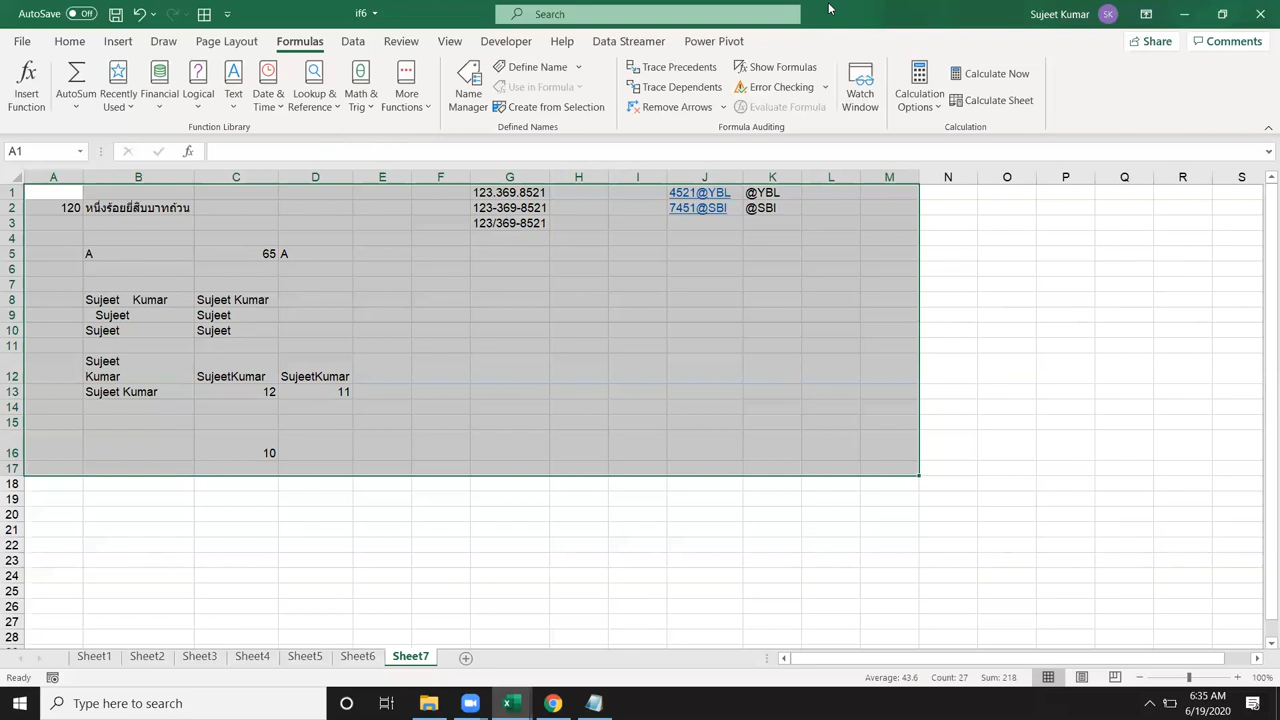 AutoSave Off if6 Search Sujeet Kumar SK
File Home Insert Draw Page Layout Formulas Data Review View Developer Help Data Streamer Power Pivot Share Comments
Insert Function
AutoSum
Recently Used
Financial
Logical
Text
Date & Time
Lookup & Reference
Math & Trig
More Functions
Function Library
Name Manager
Define Name
Use in Formula
Create from Selection
Defined Names
Trace Precedents
Trace Dependents
Remove Arrows
Show Formulas
Error Checking
Evaluate Formula
Formula Auditing
Watch Window
Calculation Options
Calculate Now
Calculate Sheet
Calculation
A1 fx
A B C D E F G H I J K L M N O P Q R S
1 123.369.8521 4521@YBL @YBL
2 120 หนึ่งร้อยยี่สิบบาทถ้วน 123-369-8521 7451@SBI @SBI
3 123/369-8521
4
5 A 65 A
6
7
8 Sujeet Kumar Sujeet Kumar
9 Sujeet Sujeet
10 Sujeet Sujeet
11
Sujeet
12 Kumar SujeetKumar SujeetKumar
13 Sujeet Kumar 12 11
14
15
16 10
17
18
19
20
21
22
23
24
25
26
27
28
Sheet1 Sheet2 Sheet3 Sheet4 Sheet5 Sheet6 Sheet7
Ready Average: 43.6 Count: 27 Sum: 218 100%
Type here to search 6:35 AM
6/19/2020